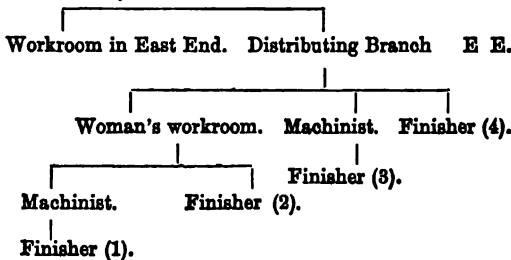 Workroom in East End. Distributing Branch E E.
Woman's workroom. Machinist. Finisher (4).
Finisher (3).
Machinist. Finisher (2).
Finisher (1).